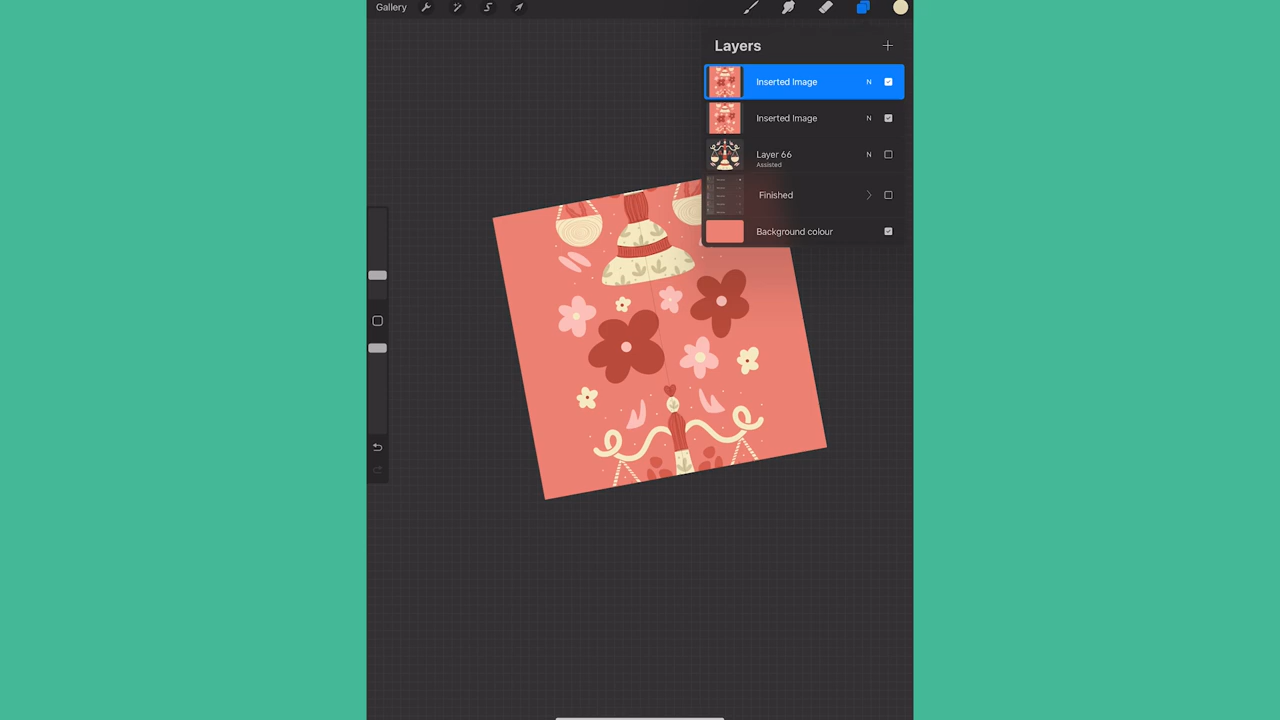 Gallery
Layers
Inserted Image N
Inserted Image N
Layer 66 N
Assisted
Finished
Background colour